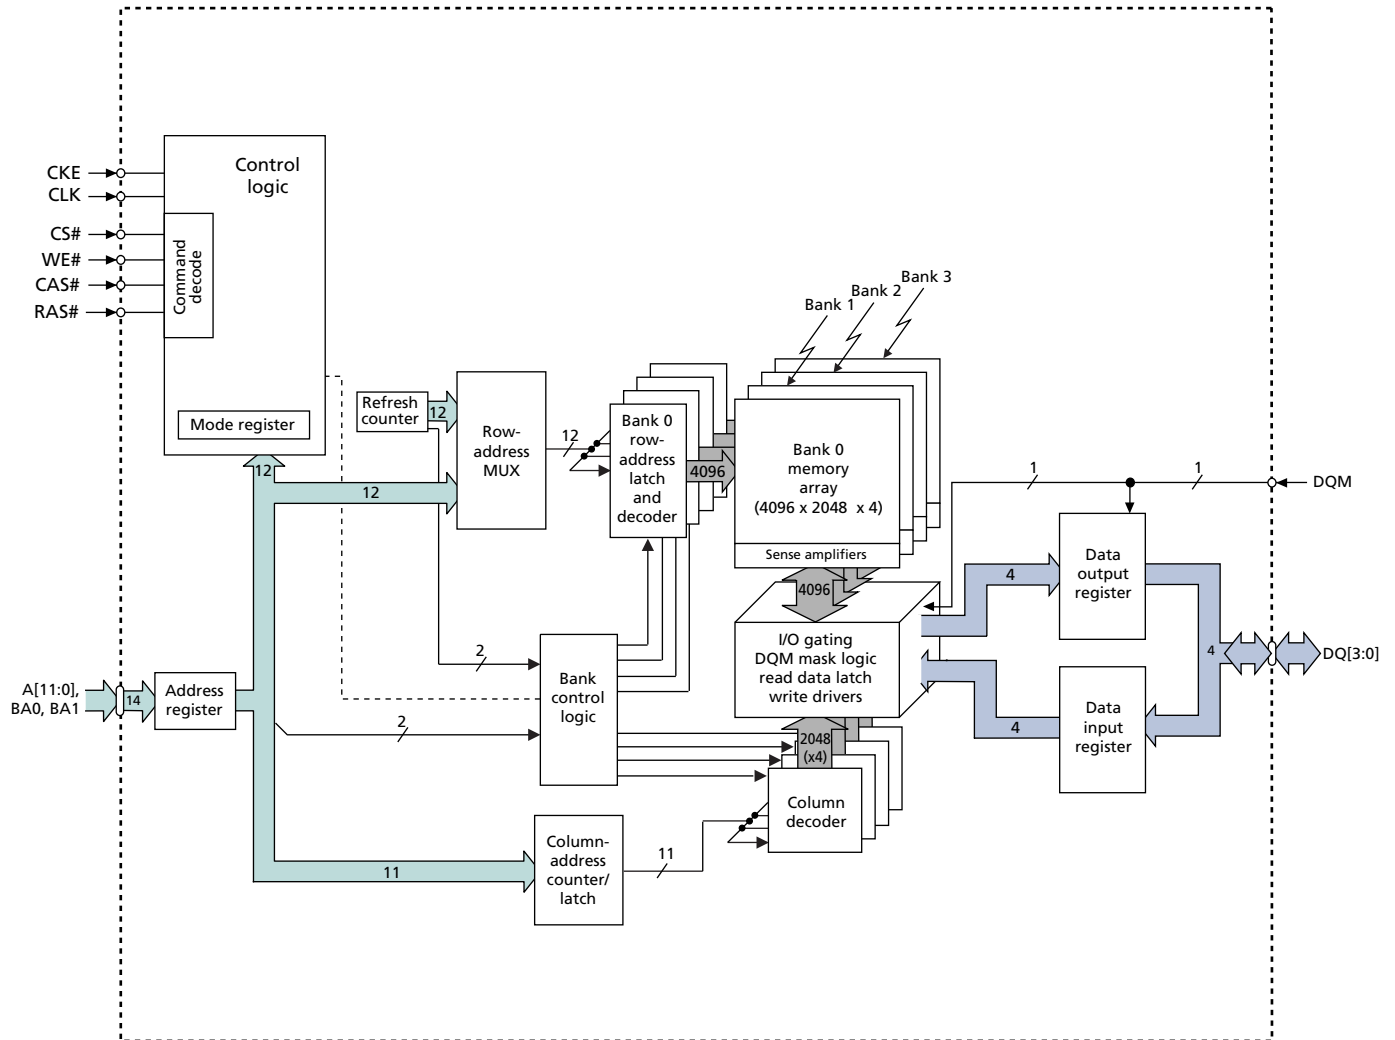 Control
logic
CKE
CLK
CS#
WE#
CAS#
RAS#
Command
decode
Mode register
12
Refresh
counter
12
12
Row-
address
MUX
12
Bank 0
row-
address
latch
and
decoder
4096
Bank 1
Bank 2
Bank 3
Bank 0
memory
array
(4096 x 2048 x 4)
Sense amplifiers
4096
I/O gating
DQM mask logic
read data latch
write drivers
2048
(x4)
Column
decoder
1
1
DQM
Data
output
register
4
4
DQ[3:0]
Data
input
register
4
A[11:0],
BA0, BA1
14
Address
register
2
2
Bank
control
logic
11
Column-
address
counter/
latch
11